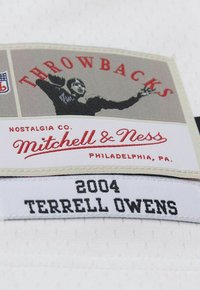 THROWBACKS
NOSTALGIA CO.
Mitchell & Ness
PHILADELPHIA, PA.
2004
TERRELL OWENS